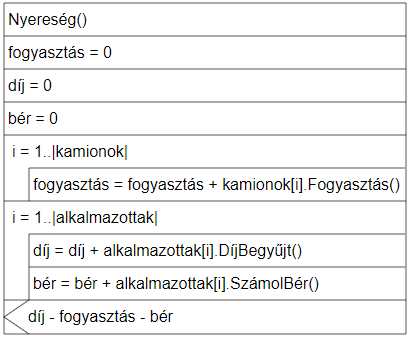 Nyereség()
fogyasztás = 0
díj = 0
bér = 0
i = 1..|kamionok|
fogyasztás = fogyasztás + kamionok[i].Fogyasztás()
i = 1..|alkalmazottak|
díj = díj + alkalmazottak[i].DíjBegyűjt()
bér = bér + alkalmazottak[i].SzámolBér()
díj - fogyasztás - bér